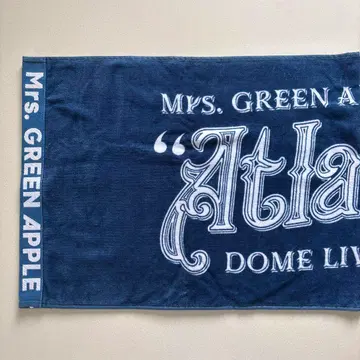 Mrs. GREEN APPLE
Mrs. GREEN A
"Atla
DOME LIV